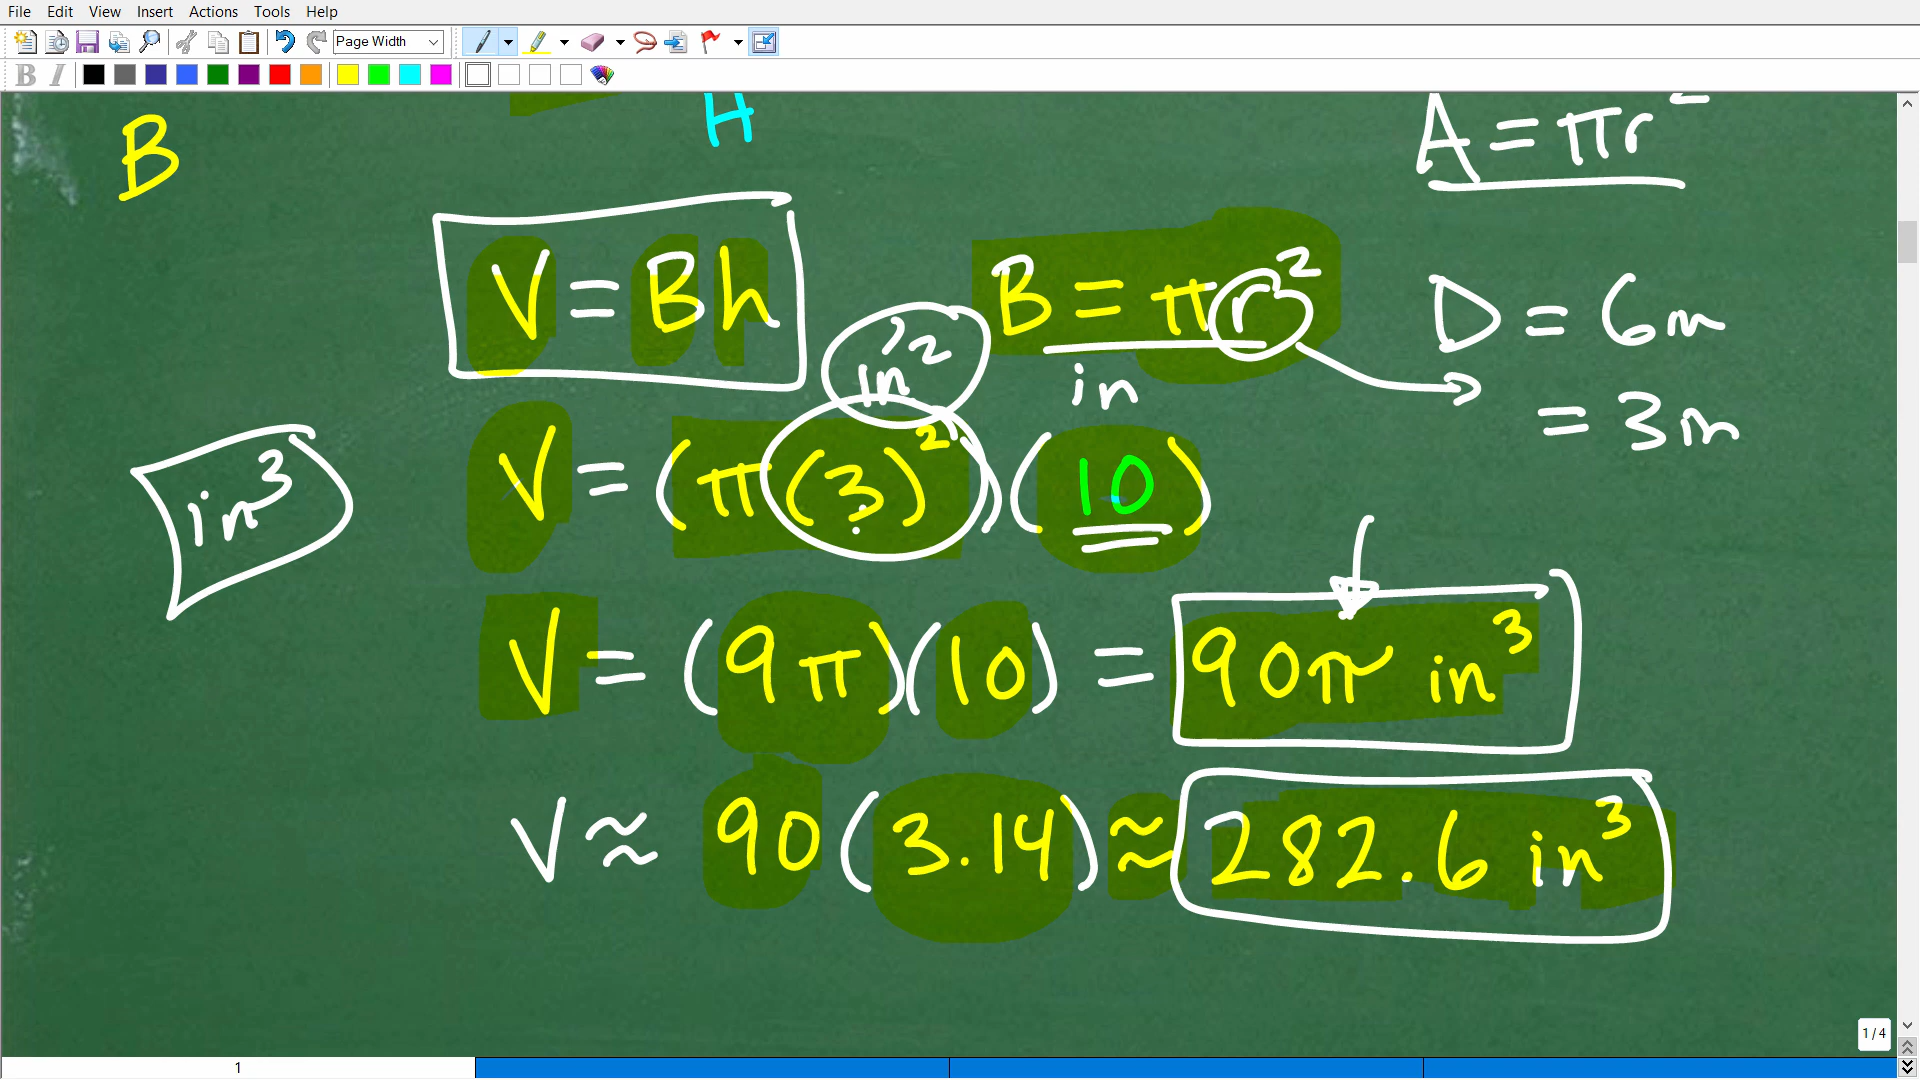 File Edit View Insert Actions Tools Help
Page Width
B I
H
B
A = πr²
V = Bh
B = πr²
D = 6in
in²
in
= 3in
in³
V = (π(3)²)(10)
V = (9π)(10) = 90π in³
V ≈ 90(3.14) ≈ 282.6 in³
1 / 4
1